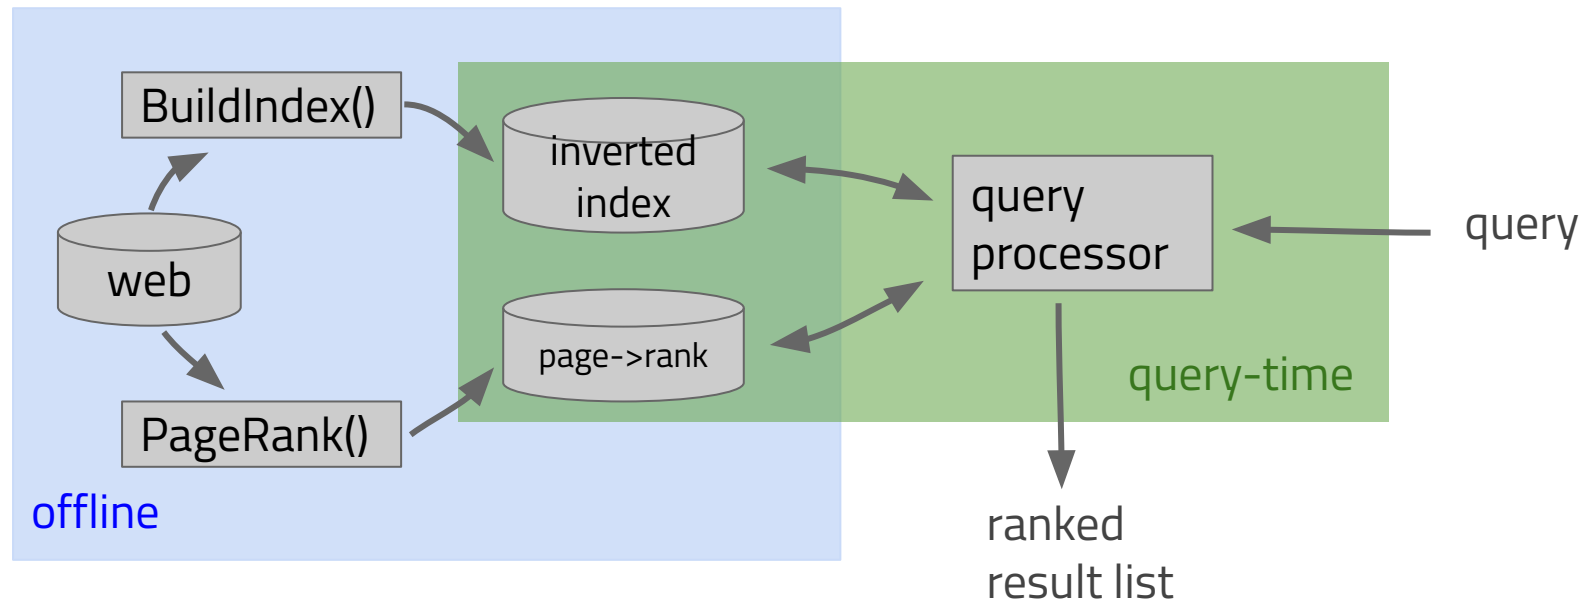 BuildIndex()
inverted
index
web
query
processor
query
page->rank
query-time
PageRank()
offline
ranked
result list